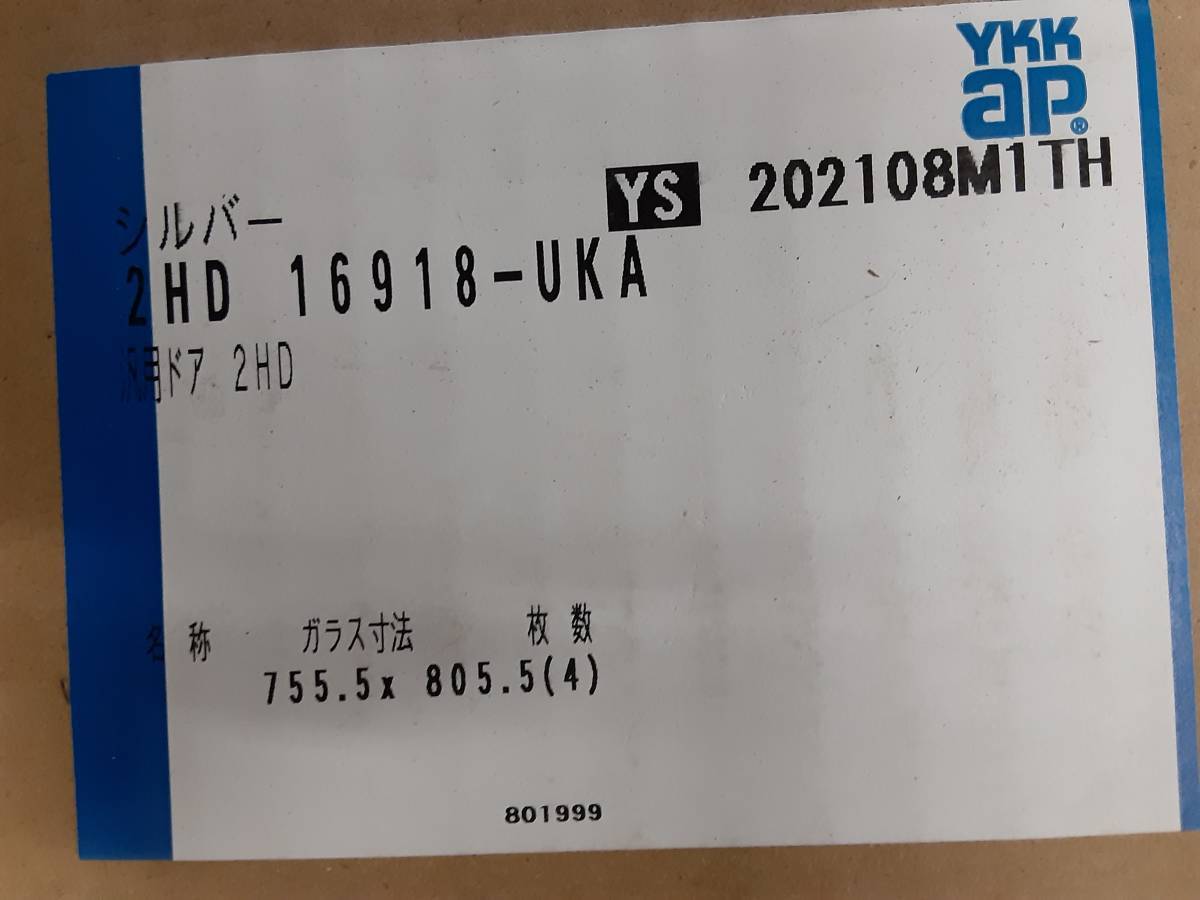 YKK
ap®
YS 202108M1TH
シルバー
2HD 16918-UKA
汎用ドア 2HD
名称 ガラス寸法 枚数
755.5x 805.5(4)
801999